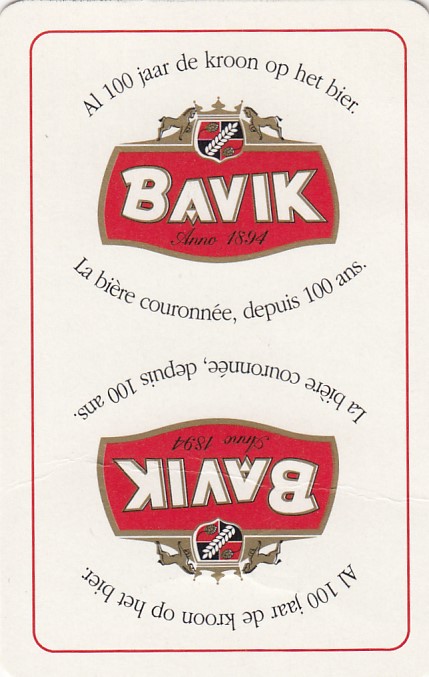 Al 100 jaar de kroon op het bier.
BAVIK
Anno 1894
La bière couronnée, depuis 100 ans.
La bière couronnée, depuis 100 ans.
Anno 1894
BAVIK
Al 100 jaar de kroon op het bier.